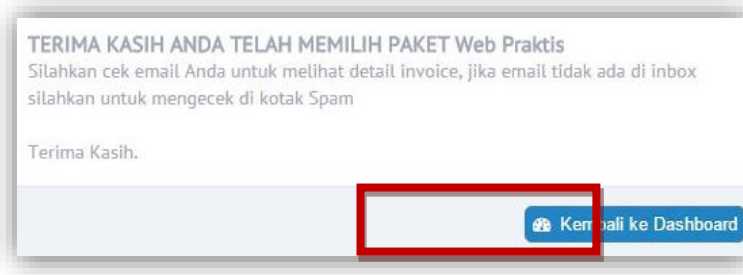 TERIMA KASIH ANDA TELAH MEMILIH PAKET Web Praktis
Silahkan cek email Anda untuk melihat detail invoice, jika email tidak ada di inbox
silahkan untuk mengecek di kotak Spam
Terima Kasih.
Kembali ke Dashboard